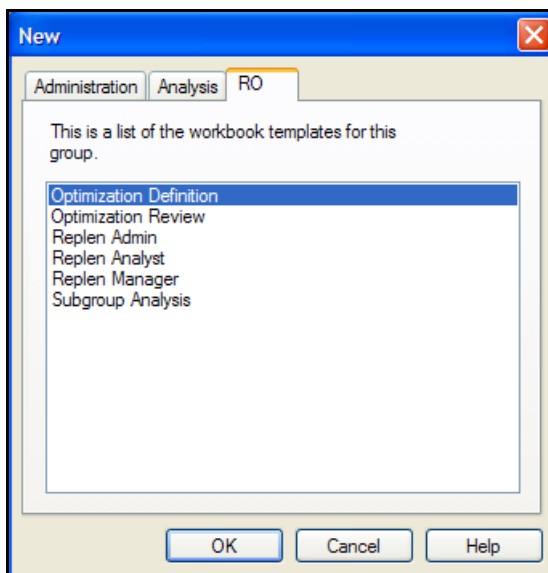 New
Administration Analysis RO
This is a list of the workbook templates for this
group.
Optimization Definition
Optimization Review
Replen Admin
Replen Analyst
Replen Manager
Subgroup Analysis
OK Cancel Help